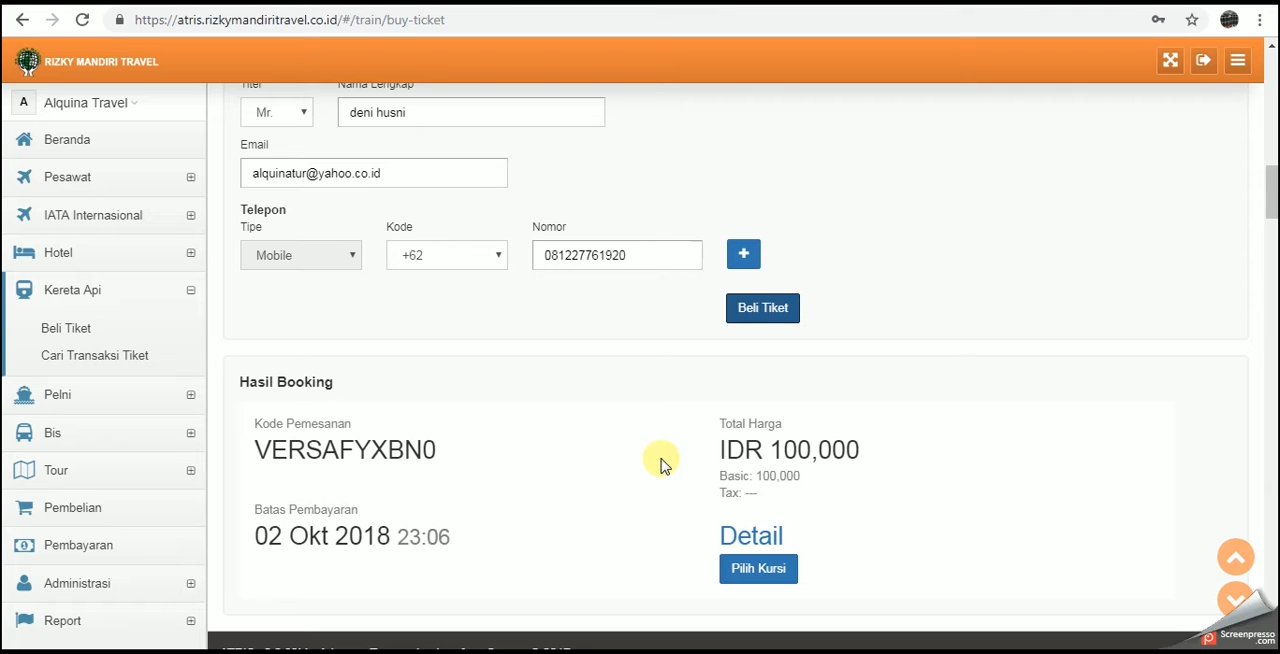 https://atris.rizkymandiritravel.co.id/#/train/buy-ticket
RIZKY MANDIRI TRAVEL
A Alquina Travel
Beranda
Pesawat
IATA Internasional
Hotel
Kereta Api
Beli Tiket
Cari Transaksi Tiket
Pelni
Bis
Tour
Pembelian
Pembayaran
Administrasi
Report
Titel Nama Lengkap
Mr. deni husni
Email
alquinatur@yahoo.co.id
Telepon
Tipe Kode Nomor
Mobile +62 081227761920
Beli Tiket
Hasil Booking
Kode Pemesanan
VERSAFYXBN0
Total Harga
IDR 100,000
Basic: 100,000
Tax: ---
Batas Pembayaran
02 Okt 2018 23:06
Detail
Pilih Kursi
Screenpresso
.com